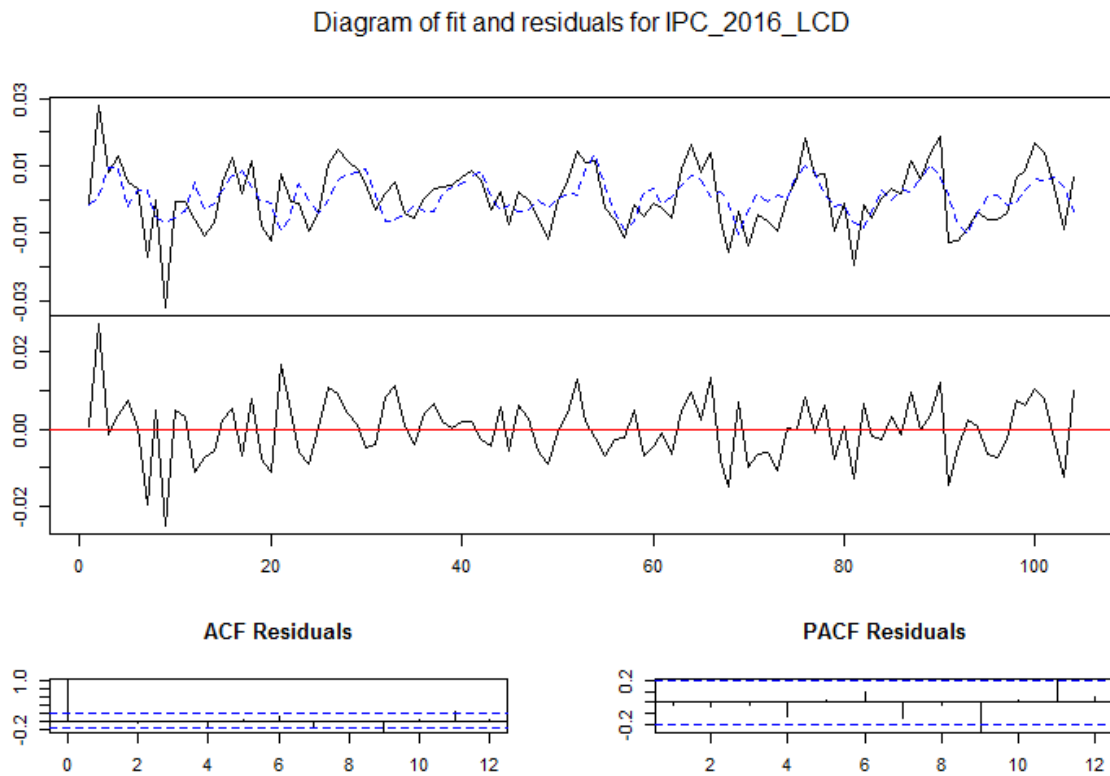 Diagram of fit and residuals for IPC_2016_LCD
0.03
0.01
-0.01
-0.03
0.02
0.00
-0.02
0 20 40 60 80 100
ACF Residuals
PACF Residuals
1.0
-0.2
0 2 4 6 8 10 12
0.2
-0.2
2 4 6 8 10 12